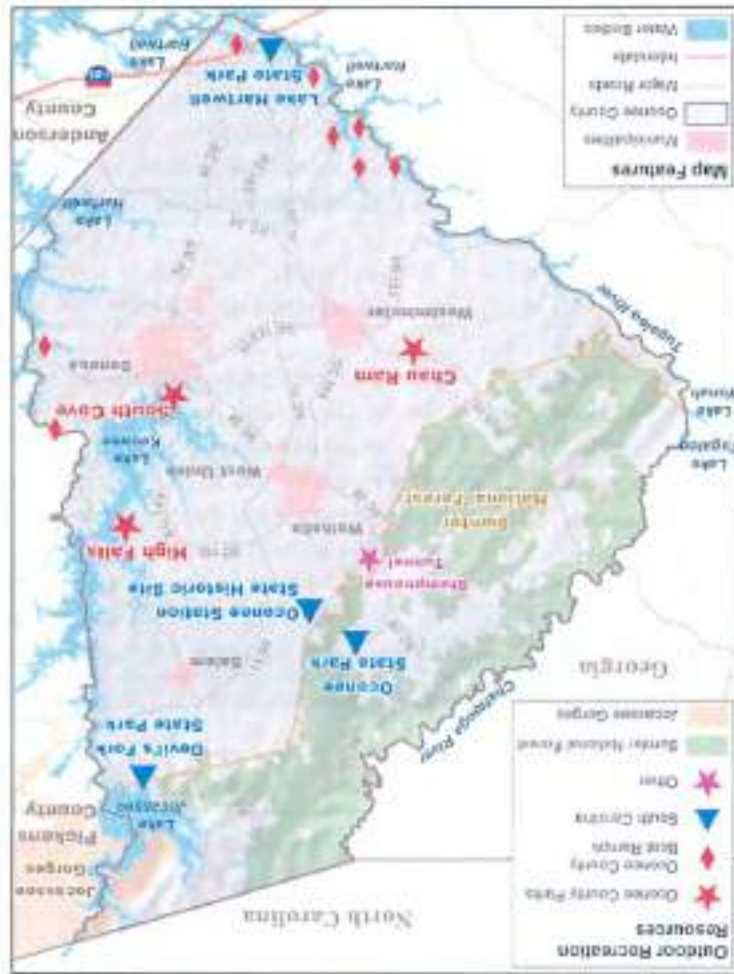 Outdoor Recreation
Resources
Oconee County Parks
Oconee County
Boat Ramps
South Carolina
Other
Sumter National Forest
Jocassee Gorges
North Carolina
Jocassee
Gorges
Pickens
County
Lake
Jocassee
Devil's Fork
State Park
Georgia
Chattooga River
Salem
Oconee
State Park
Oconee Station
State Historic Site
Stumphouse
Tunnel
High Falls
Walhalla
Sumter
National Forest
West Union
Lake
Keowee
South Cove
Seneca
Chau Ram
Westminster
Lake
Tugaloo
Lake
Yonah
Tugaloo River
Lake
Hartwell
Anderson
County
Lake
Hartwell
Lake Hartwell
State Park
Lake
Hartwell
Map Features
Municipalities
Oconee County
Major Roads
Interstate
Water Bodies